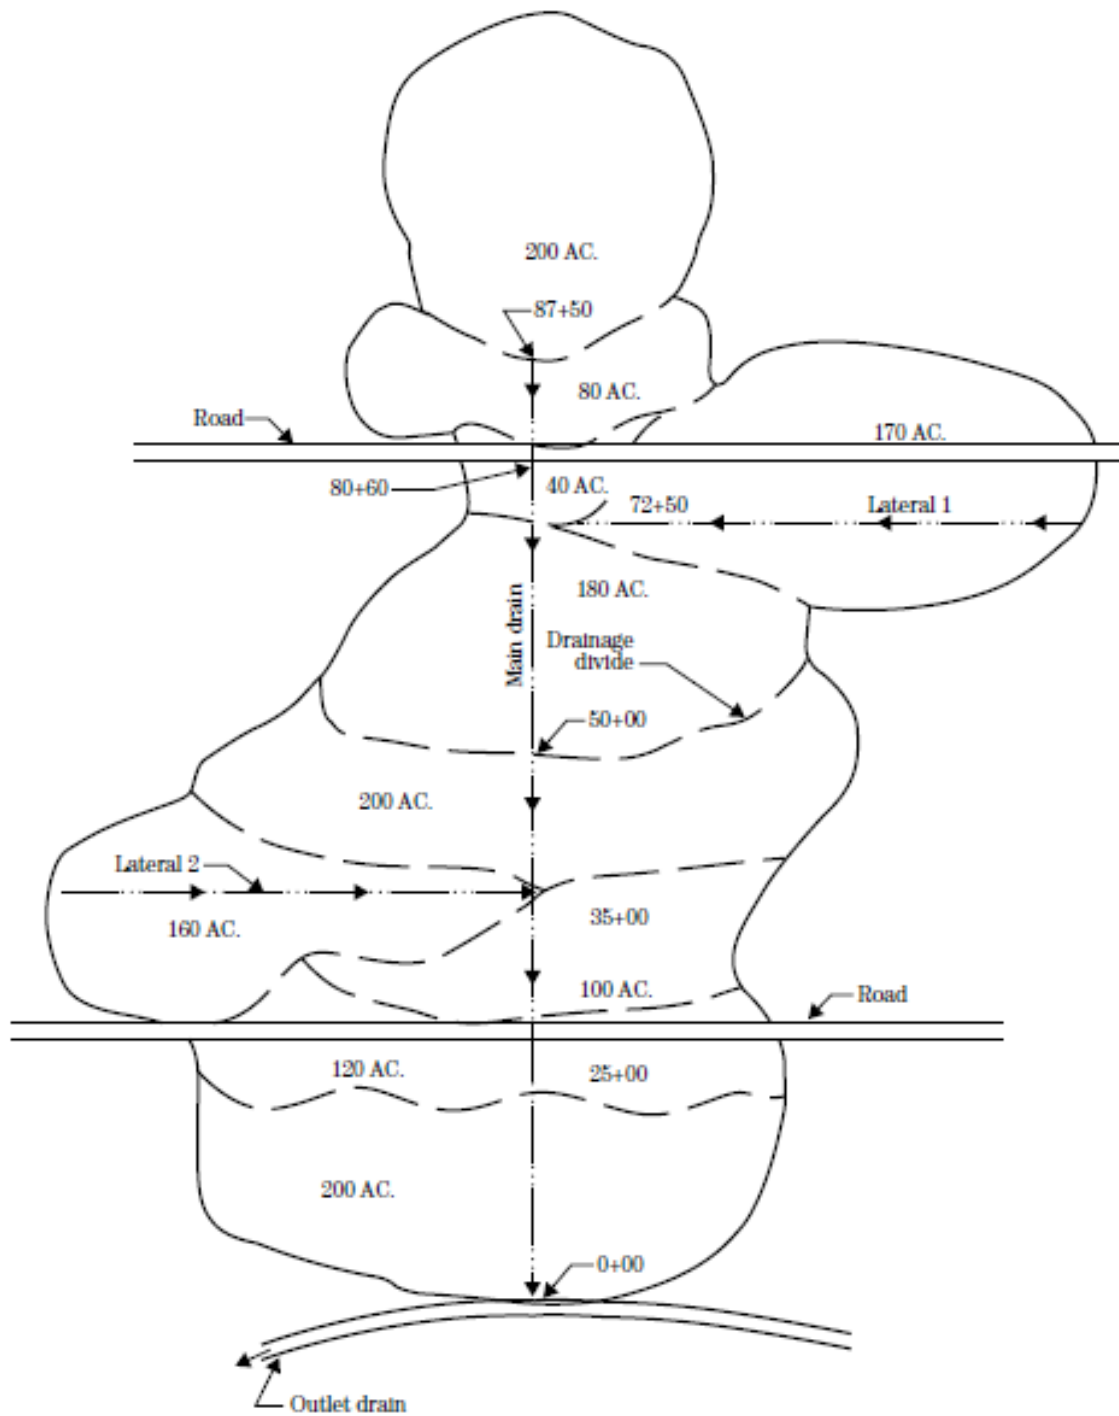 200 AC.
87+50
80 AC.
Road
170 AC.
80+60
40 AC.
72+50
Lateral 1
180 AC.
Main drain
Drainage
divide
50+00
200 AC.
Lateral 2
35+00
160 AC.
100 AC.
Road
120 AC.
25+00
200 AC.
0+00
Outlet drain